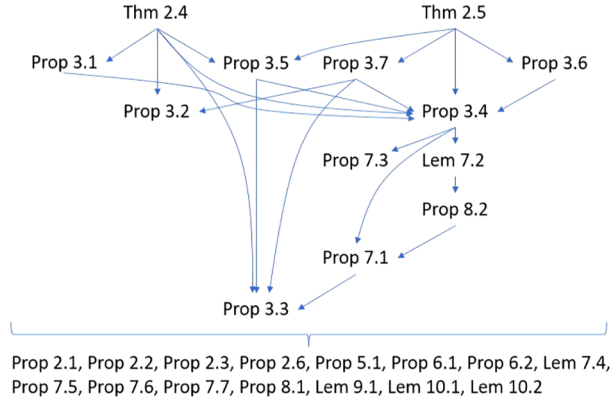 Thm 2.4 Thm 2.5
Prop 3.1 Prop 3.5 Prop 3.7 Prop 3.6
Prop 3.2 Prop 3.4
Prop 7.3 Lem 7.2
Prop 8.2
Prop 7.1
Prop 3.3
Prop 2.1, Prop 2.2, Prop 2.3, Prop 2.6, Prop 5.1, Prop 6.1, Prop 6.2, Lem 7.4,
Prop 7.5, Prop 7.6, Prop 7.7, Prop 8.1, Lem 9.1, Lem 10.1, Lem 10.2